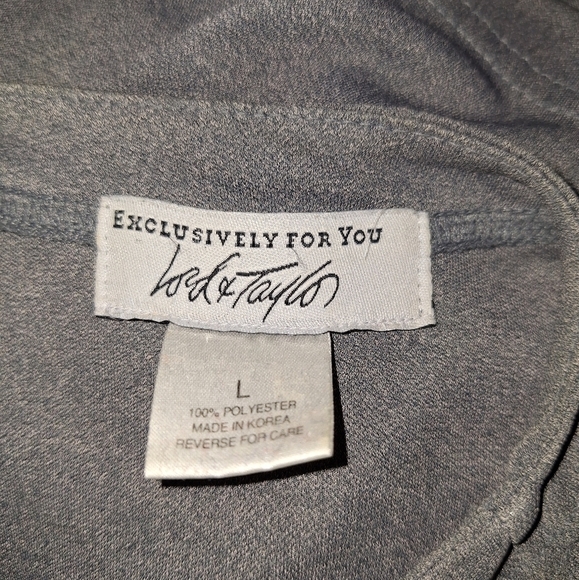 EXCLUSIVELY FOR YOU
Lord & Taylor
L
100% POLYESTER
MADE IN KOREA
REVERSE FOR CARE